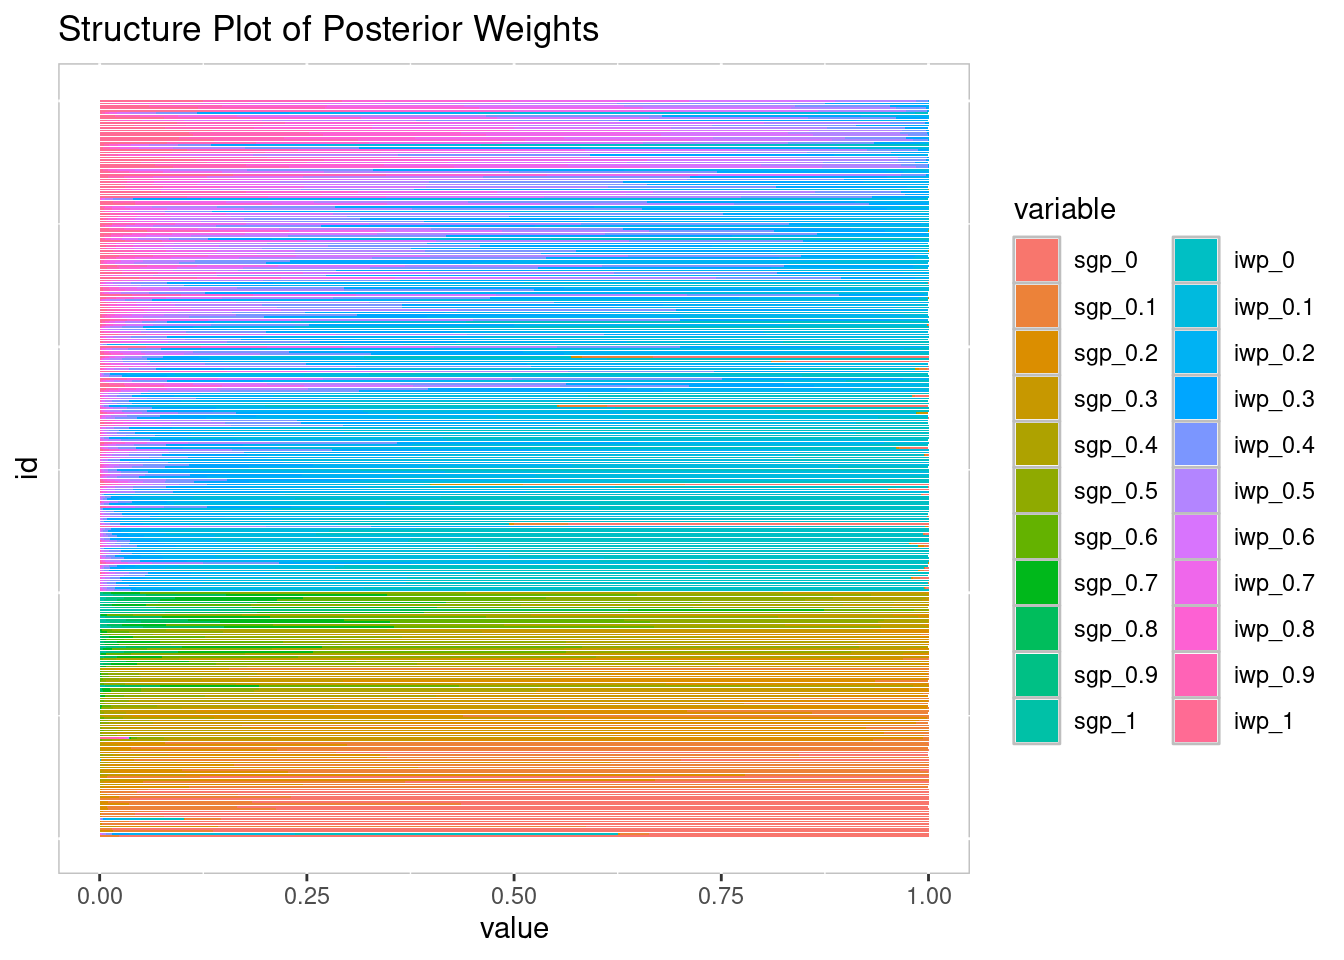 Structure Plot of Posterior Weights
id
0.00 0.25 0.50 0.75 1.00
value
variable
sgp_0 iwp_0
sgp_0.1 iwp_0.1
sgp_0.2 iwp_0.2
sgp_0.3 iwp_0.3
sgp_0.4 iwp_0.4
sgp_0.5 iwp_0.5
sgp_0.6 iwp_0.6
sgp_0.7 iwp_0.7
sgp_0.8 iwp_0.8
sgp_0.9 iwp_0.9
sgp_1 iwp_1